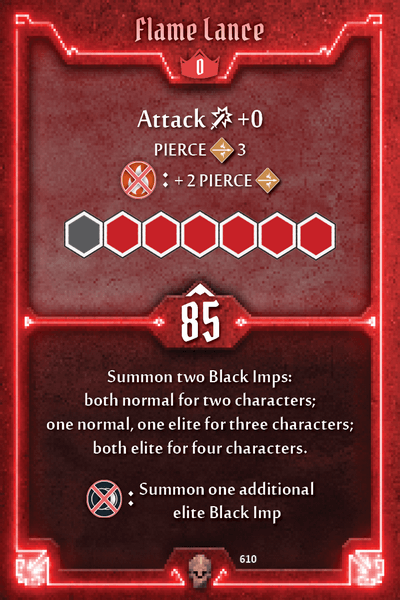 Flame Lance
0
Attack +0
PIERCE 3
: +2 PIERCE
85
Summon two Black Imps:
both normal for two characters;
one normal, one elite for three characters;
both elite for four characters.
: Summon one additional
elite Black Imp
610